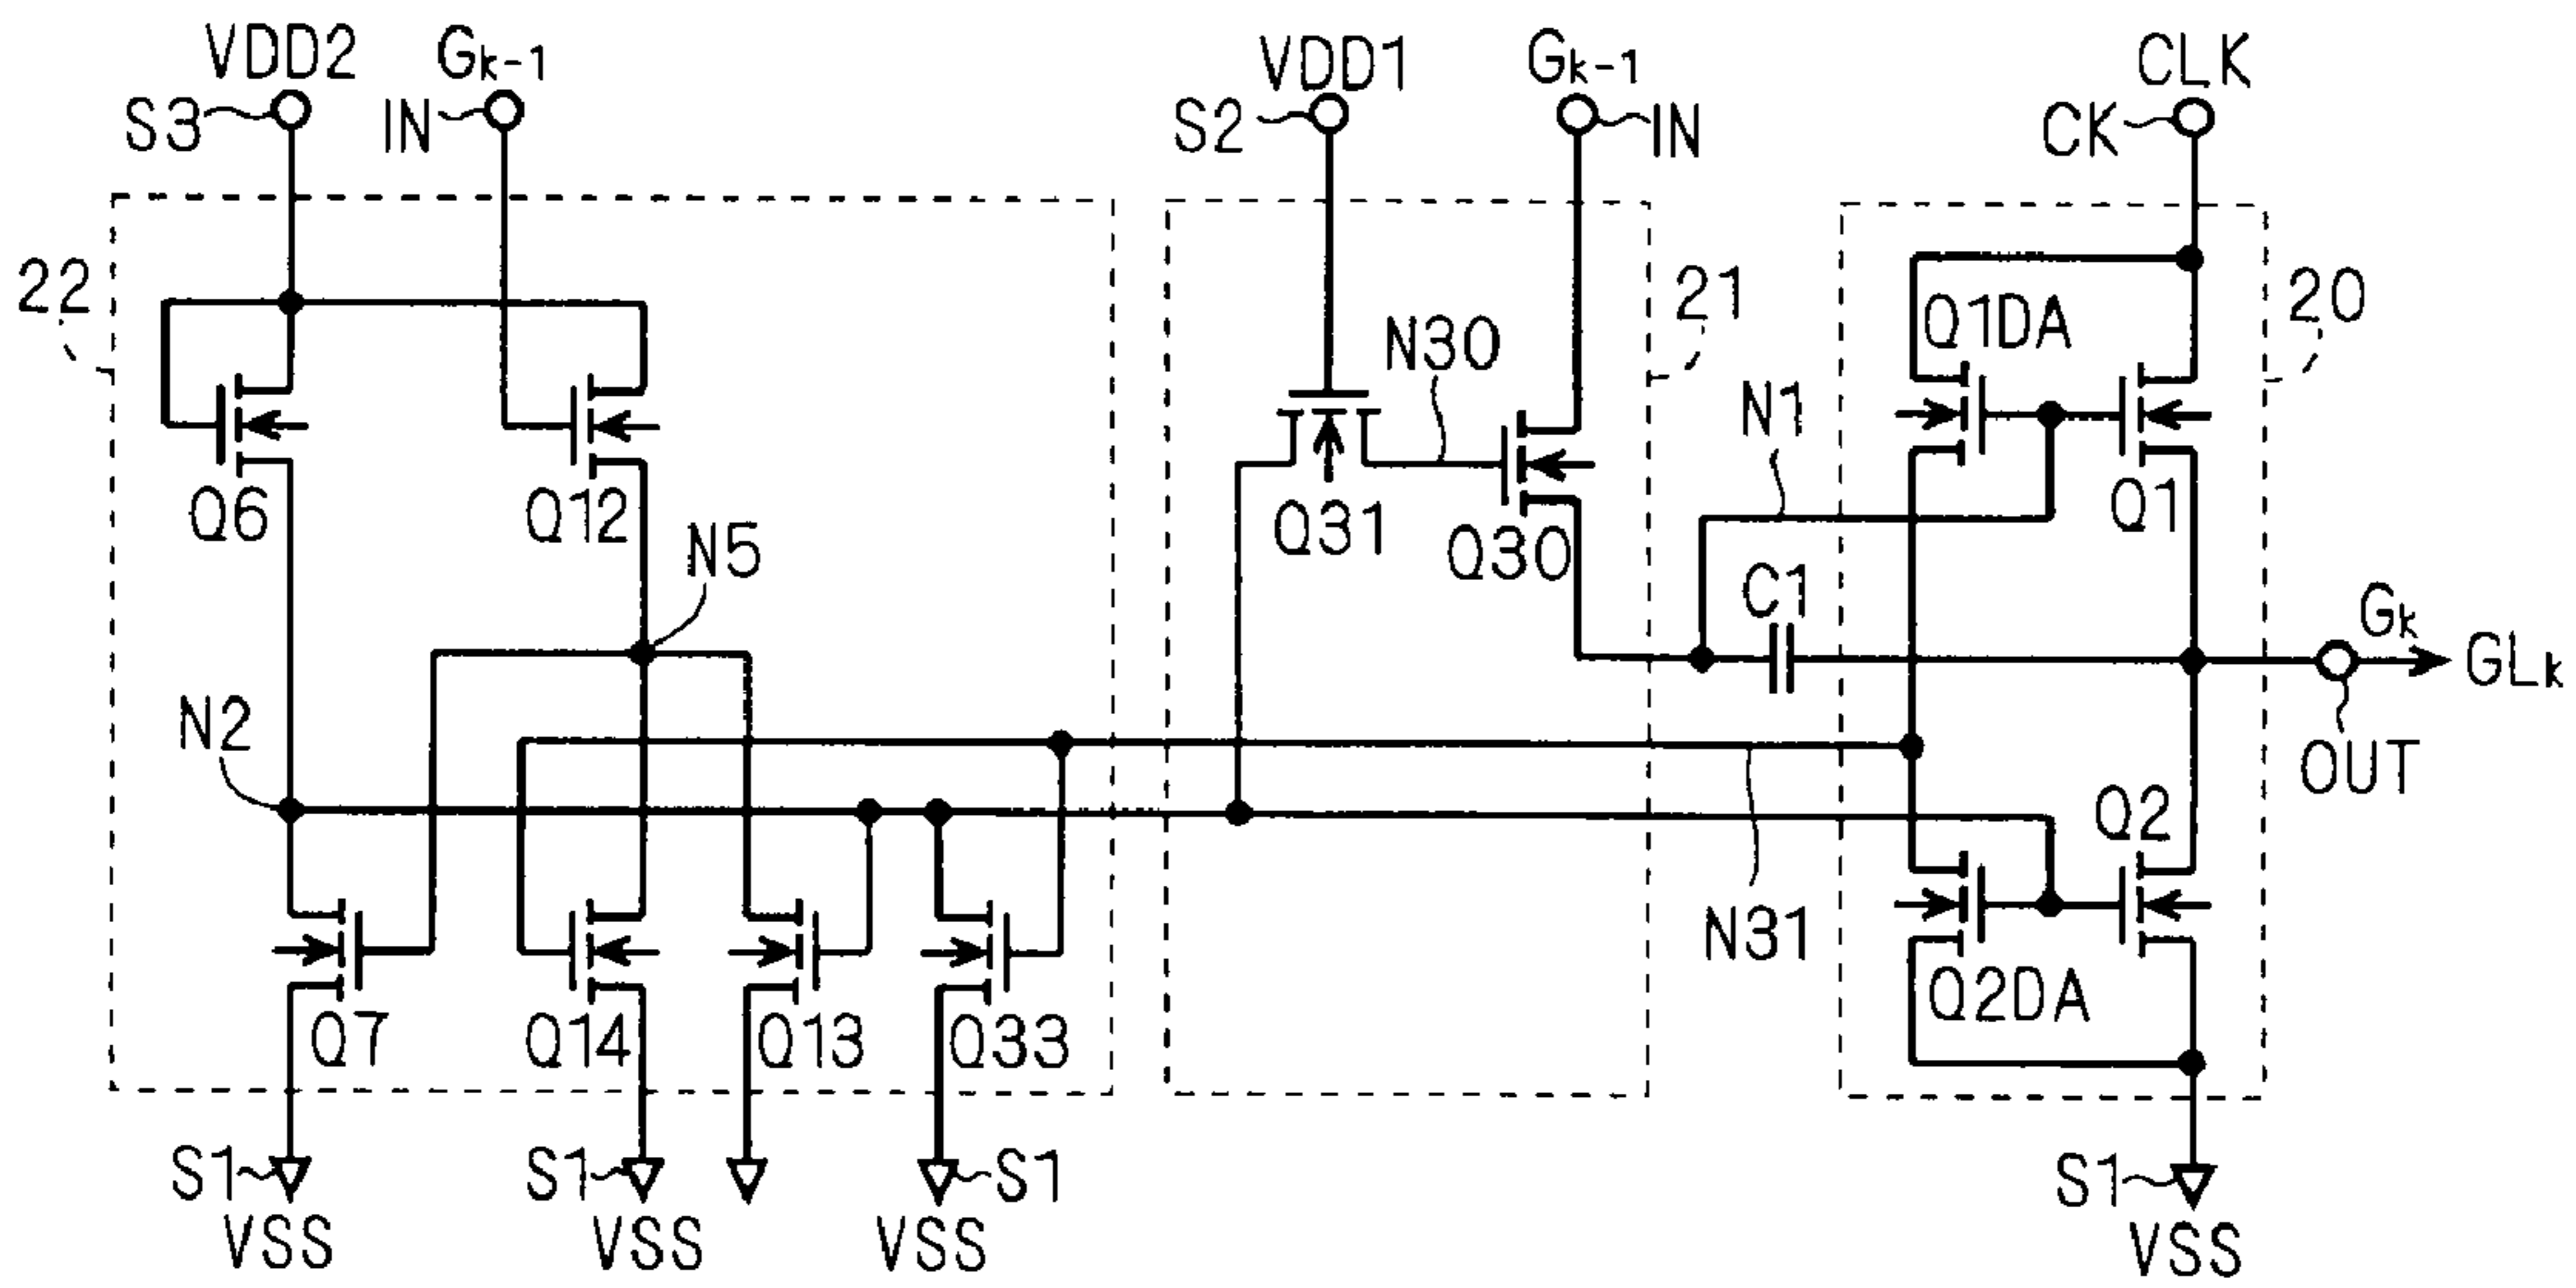 VDD2 Gk-1 VDD1 Gk-1 CLK
S3 IN S2 IN CK
22 21 20
Q1DA
N30 N1
Q6 Q12 Q31 Q30 Q1
N5 C1 Gk
GLk
N2 OUT
Q2
N31
Q7 Q14 Q13 Q33 Q2DA
S1 S1 S1 S1
VSS VSS VSS VSS